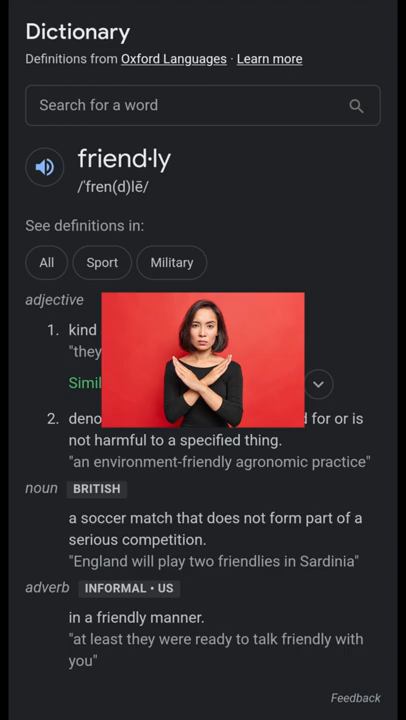 Dictionary
Definitions from Oxford Languages · Learn more
Search for a word
friend·ly
/ˈfren(d)lē/
See definitions in:
All Sport Military
adjective
1. kind
"they
Simil
2. deno d for or is
not harmful to a specified thing.
"an environment-friendly agronomic practice"
noun BRITISH
a soccer match that does not form part of a
serious competition.
"England will play two friendlies in Sardinia"
adverb INFORMAL • US
in a friendly manner.
"at least they were ready to talk friendly with
you"
Feedback